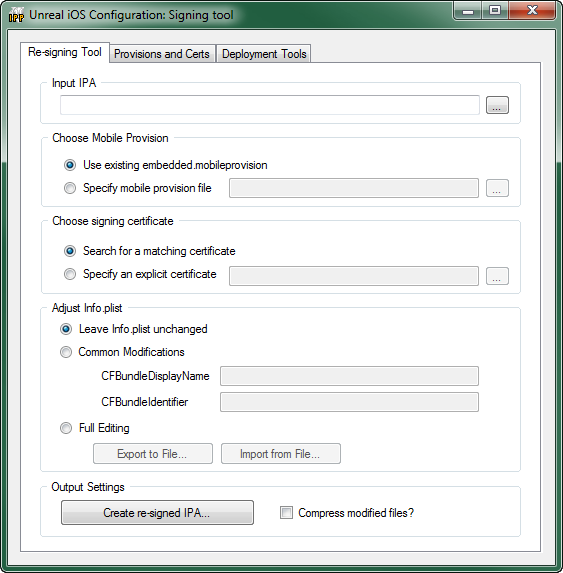 Unreal iOS Configuration: Signing tool
Re-signing Tool Provisions and Certs Deployment Tools
Input IPA
...
Choose Mobile Provision
Use existing embedded.mobileprovision
Specify mobile provision file ...
Choose signing certificate
Search for a matching certificate
Specify an explicit certificate ...
Adjust Info.plist
Leave Info.plist unchanged
Common Modifications
CFBundleDisplayName
CFBundleIdentifier
Full Editing
Export to File... Import from File...
Output Settings
Create re-signed IPA... Compress modified files?